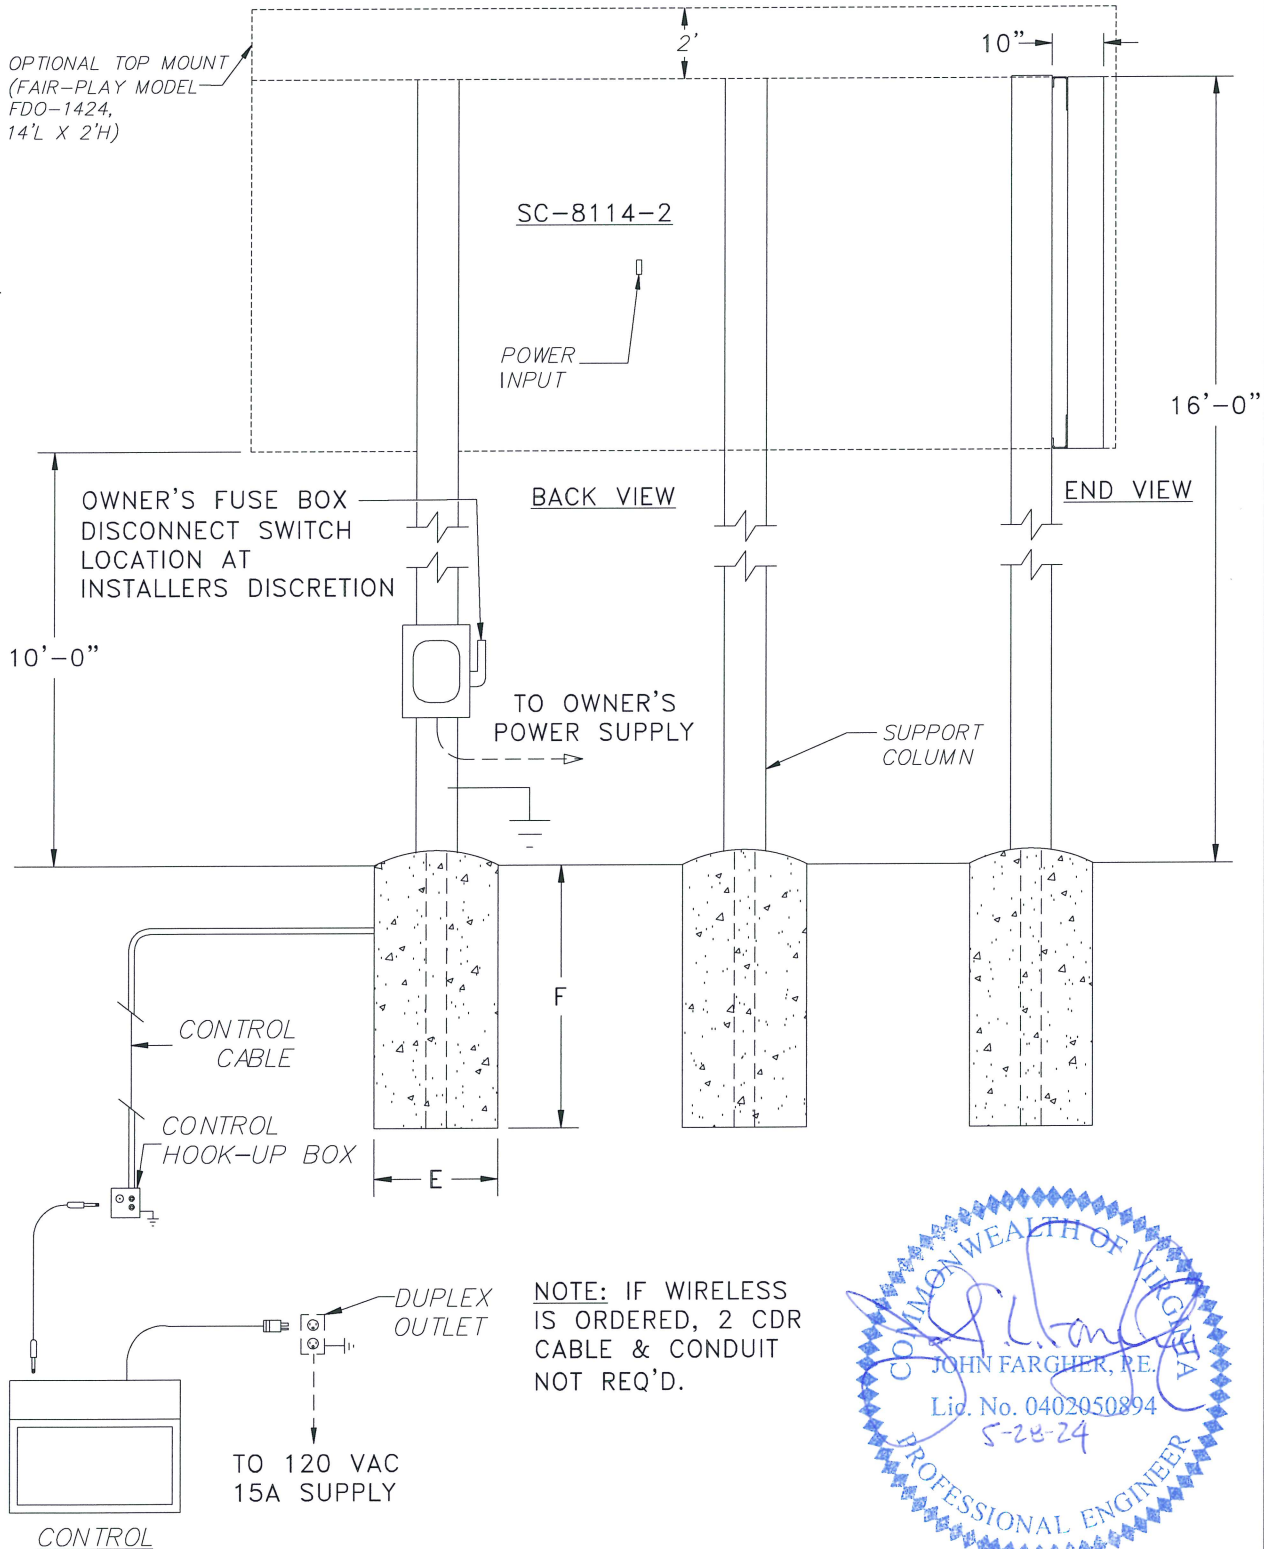 OPTIONAL TOP MOUNT
(FAIR-PLAY MODEL
FDO-1424,
14'L X 2'H)
2'
10"
SC-8114-2
POWER
INPUT
16'-0"
OWNER'S FUSE BOX
DISCONNECT SWITCH
LOCATION AT
INSTALLERS DISCRETION
BACK VIEW
END VIEW
10'-0"
TO OWNER'S
POWER SUPPLY
SUPPORT
COLUMN
F
CONTROL
CABLE
CONTROL
HOOK-UP BOX
E
DUPLEX
OUTLET
NOTE: IF WIRELESS
IS ORDERED, 2 CDR
CABLE & CONDUIT
NOT REQ'D.
TO 120 VAC
15A SUPPLY
CONTROL
COMMONWEALTH OF VIRGINIA
JOHN FARGHER, P.E.
Lic. No. 0402050894
5-28-24
PROFESSIONAL ENGINEER